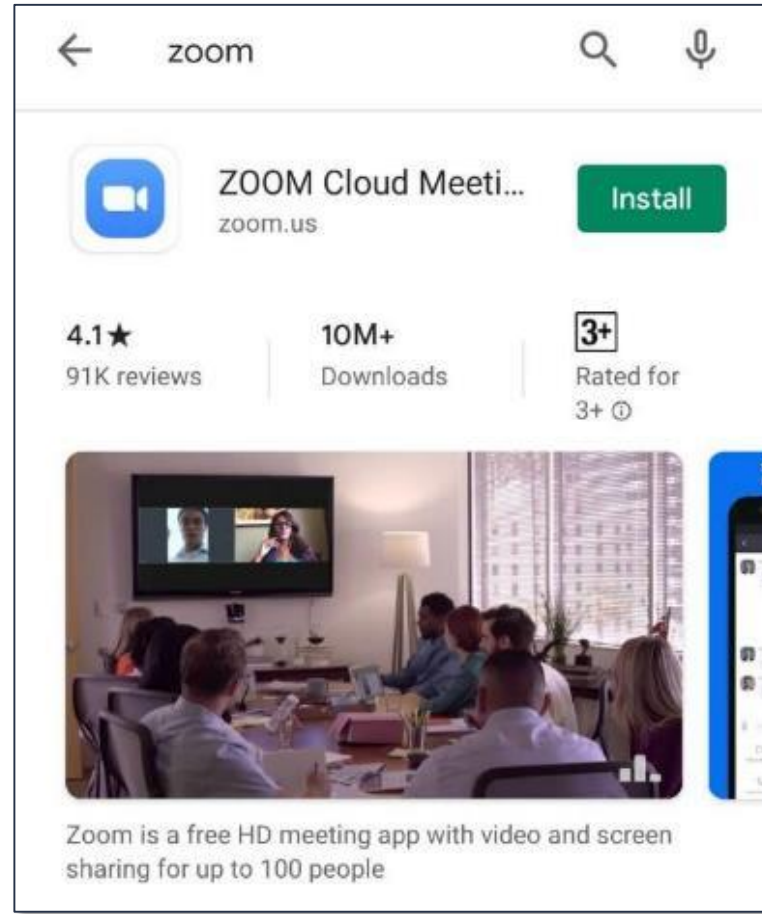 zoom
ZOOM Cloud Meeti...
zoom.us
Install
4.1★
91K reviews
10M+
Downloads
3+
Rated for
3+
Zoom is a free HD meeting app with video and screen
sharing for up to 100 people